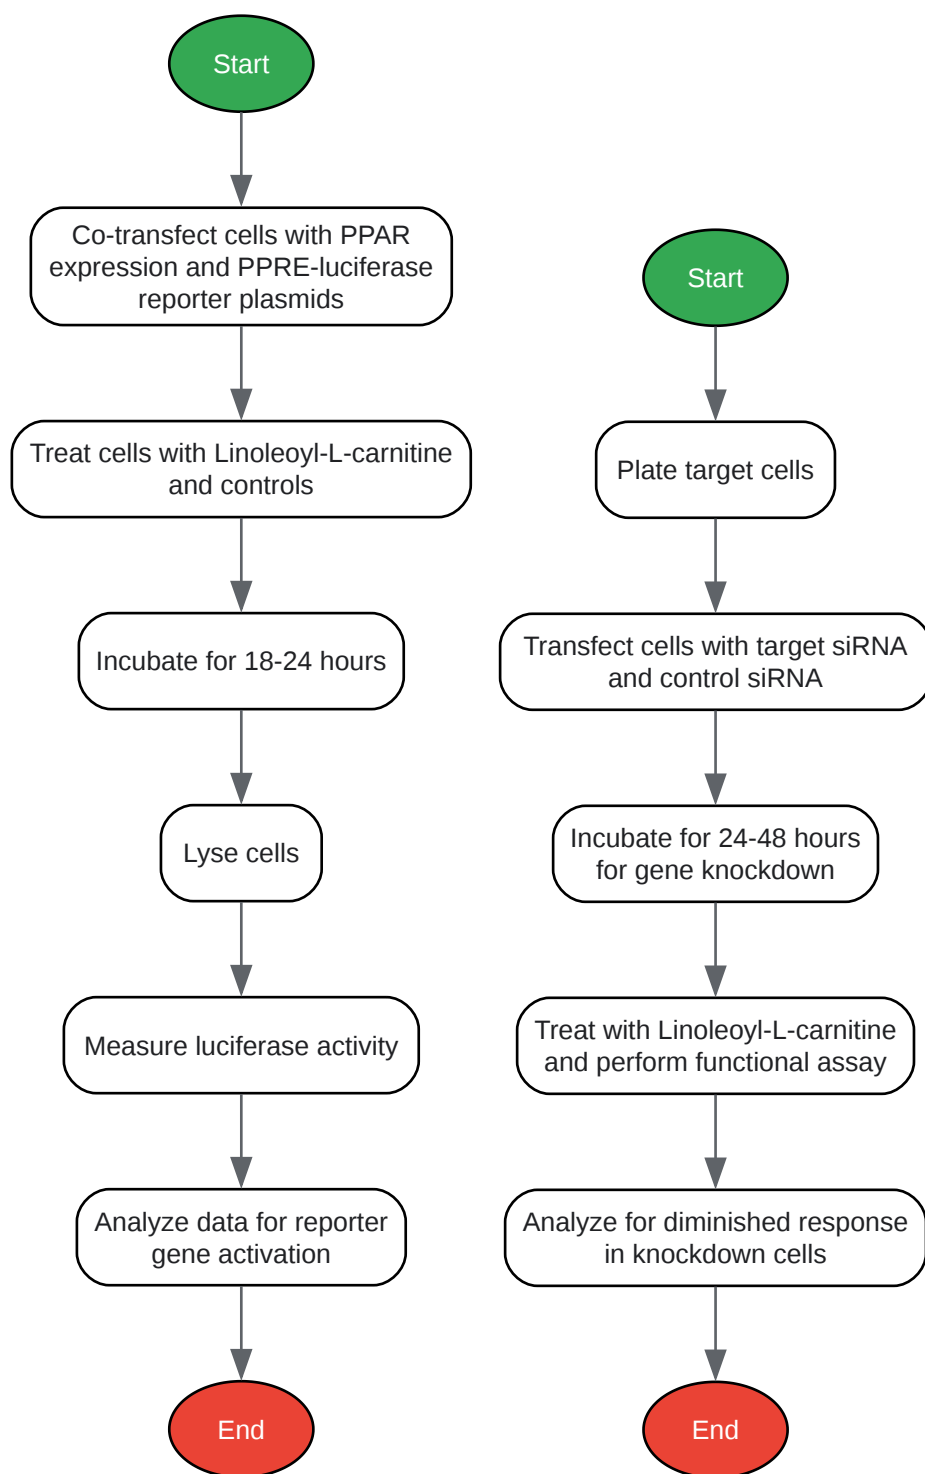 Start
Co-transfect cells with PPAR
expression and PPRE-luciferase
reporter plasmids
Treat cells with Linoleoyl-L-carnitine
and controls
Incubate for 18-24 hours
Lyse cells
Measure luciferase activity
Analyze data for reporter
gene activation
End
Start
Plate target cells
Transfect cells with target siRNA
and control siRNA
Incubate for 24-48 hours
for gene knockdown
Treat with Linoleoyl-L-carnitine
and perform functional assay
Analyze for diminished response
in knockdown cells
End